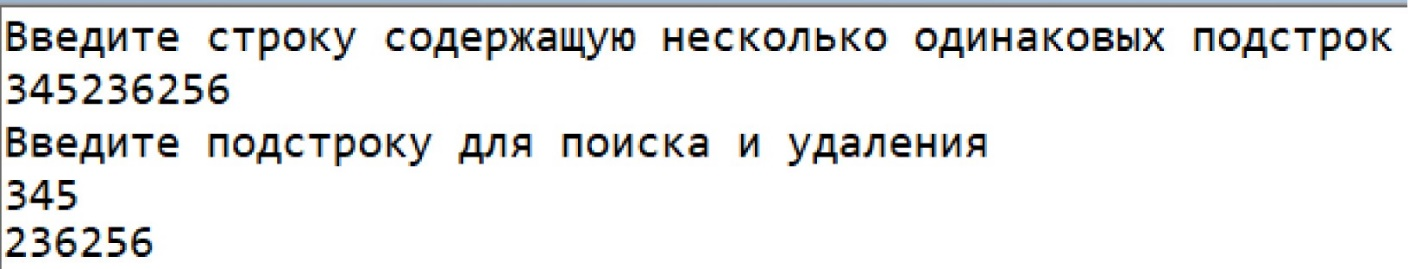 Введите строку содержащую несколько одинаковых подстрок
345236256
Введите подстроку для поиска и удаления
345
236256